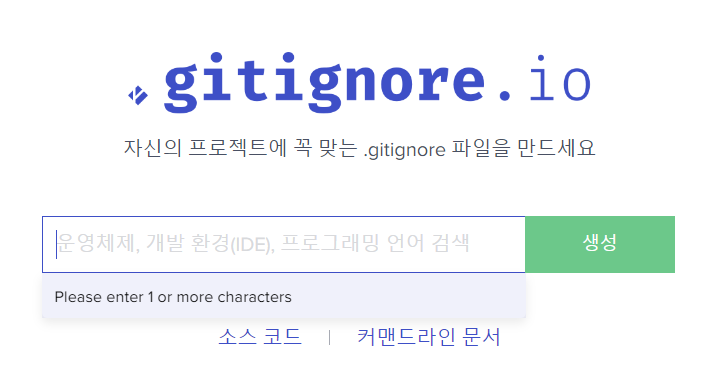 .gitignore.io
자신의 프로젝트에 꼭 맞는 .gitignore 파일을 만드세요
운영체제, 개발 환경(IDE), 프로그래밍 언어 검색
생성
Please enter 1 or more characters
소스 코드 | 커맨드라인 문서